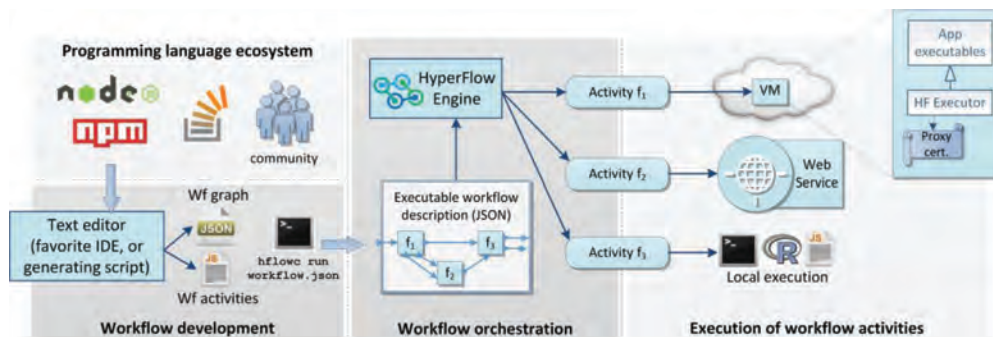 Programming language ecosystem
node
JS
npm
community
Text editor
(favorite IDE, or
generating script)
Wf graph
JSON
JS
Wf activities
hflowc run
workflow.json
Workflow development
HyperFlow
Engine
Executable workflow
description (JSON)
f1
f2
f3
Workflow orchestration
Activity f1
Activity f2
Activity f3
VM
Web
Service
JS
R
Local execution
Execution of workflow activities
App
executables
HF Executor
Proxy
cert.